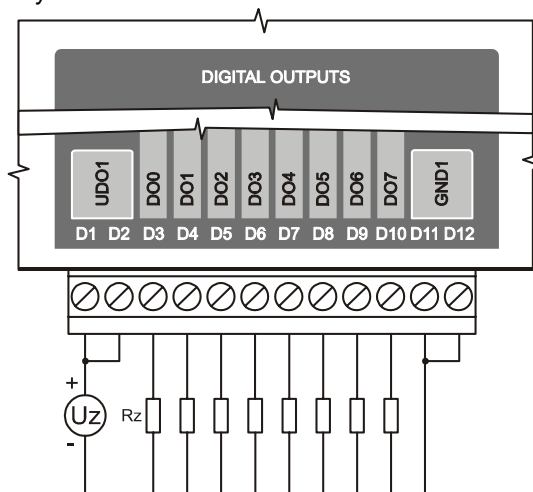 DIGITAL OUTPUTS
UDO1 DO0 DO1 DO2 DO3 DO4 DO5 DO6 DO7 GND1
D1 D2 D3 D4 D5 D6 D7 D8 D9 D10 D11 D12
+
Uz Rz
-